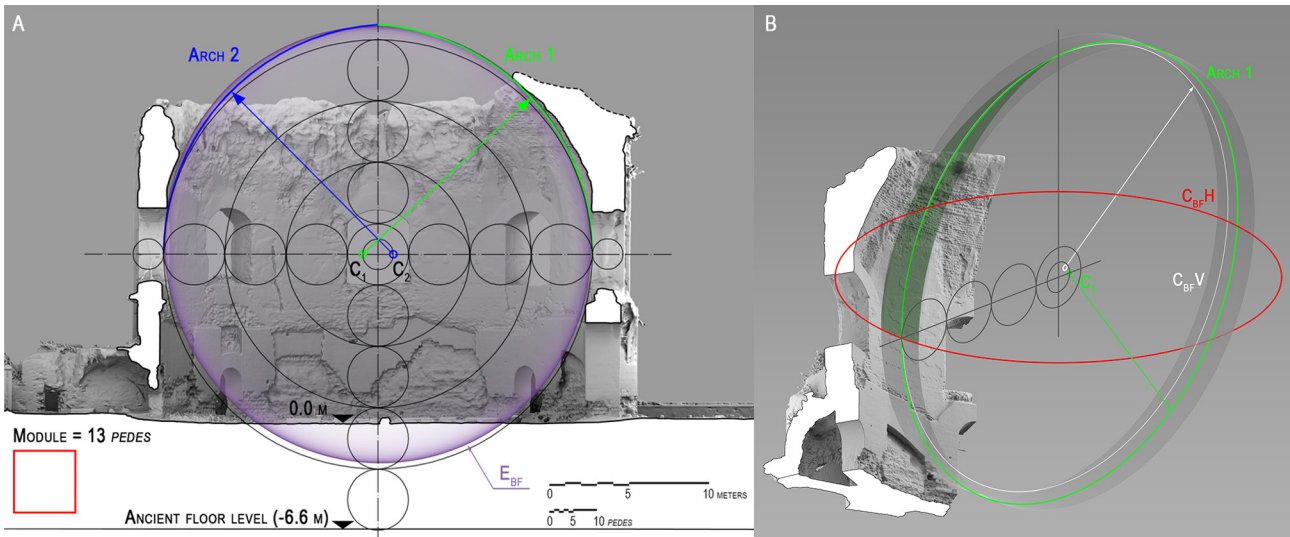 A
ARCH 2
ARCH 1
C1
C2
0.0 M
MODULE = 13 PEDES
EBF
0 5 10 METERS
0 5 10 PEDES
ANCIENT FLOOR LEVEL (-6.6 M)
B
ARCH 1
CBFH
CBFV
C1